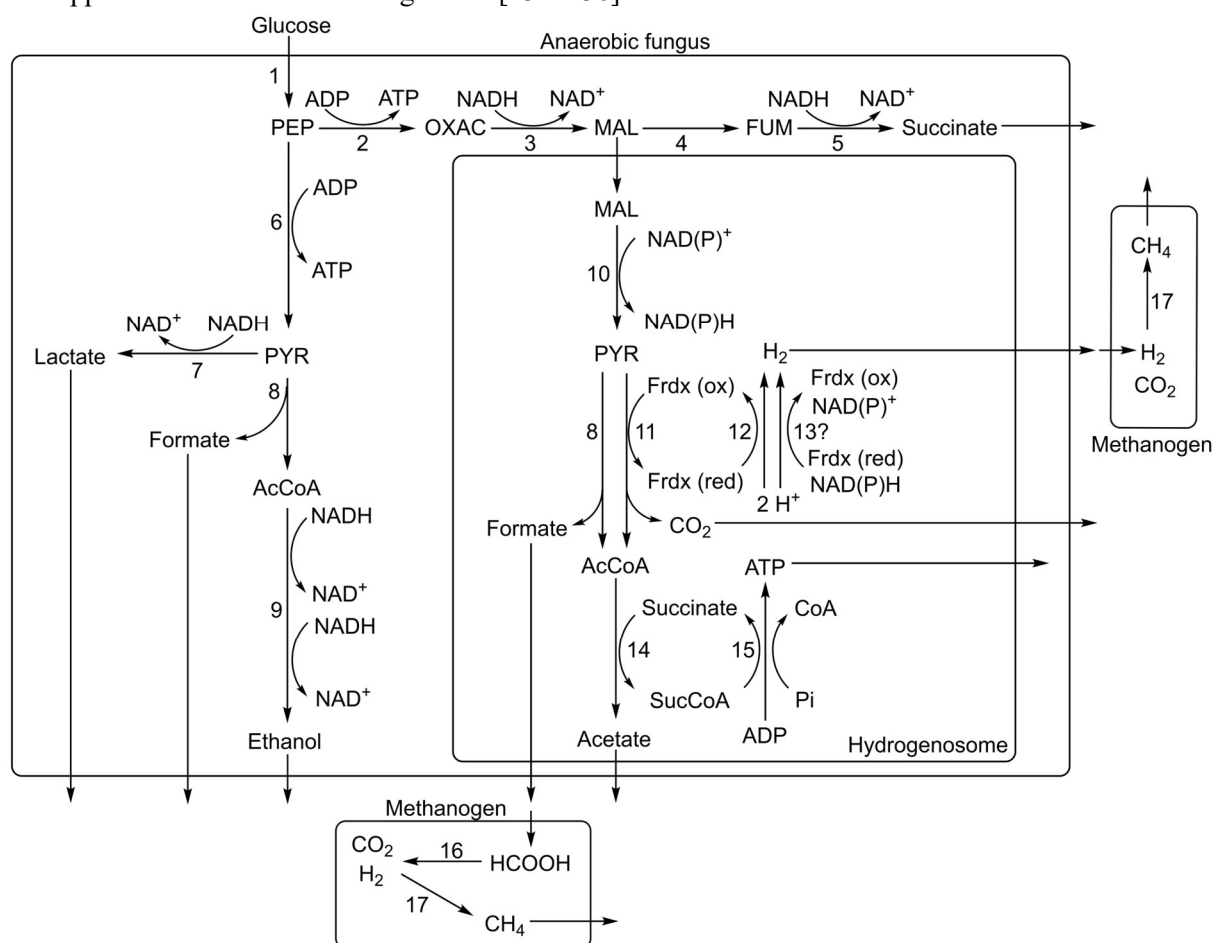 Glucose
Anaerobic fungus
1
ADP ATP NADH NAD⁺ NADH NAD⁺
PEP OXAC MAL FUM Succinate
2 3 4 5
ADP
6
ATP
MAL
NAD(P)⁺
10
NAD(P)H
CH₄
17
H₂
CO₂
Methanogen
NAD⁺ NADH
Lactate PYR
7
8
Formate
AcCoA
NADH
NAD⁺
9
NADH
NAD⁺
Ethanol
PYR H₂
Frdx (ox) Frdx (ox)
NAD(P)⁺
8 11 12 13?
Frdx (red) Frdx (red)
NAD(P)H
2 H⁺
Formate CO₂
AcCoA ATP
Succinate CoA
14 15
SucCoA Pi
Acetate ADP
Hydrogenosome
Methanogen
CO₂ 16 HCOOH
H₂
17
CH₄